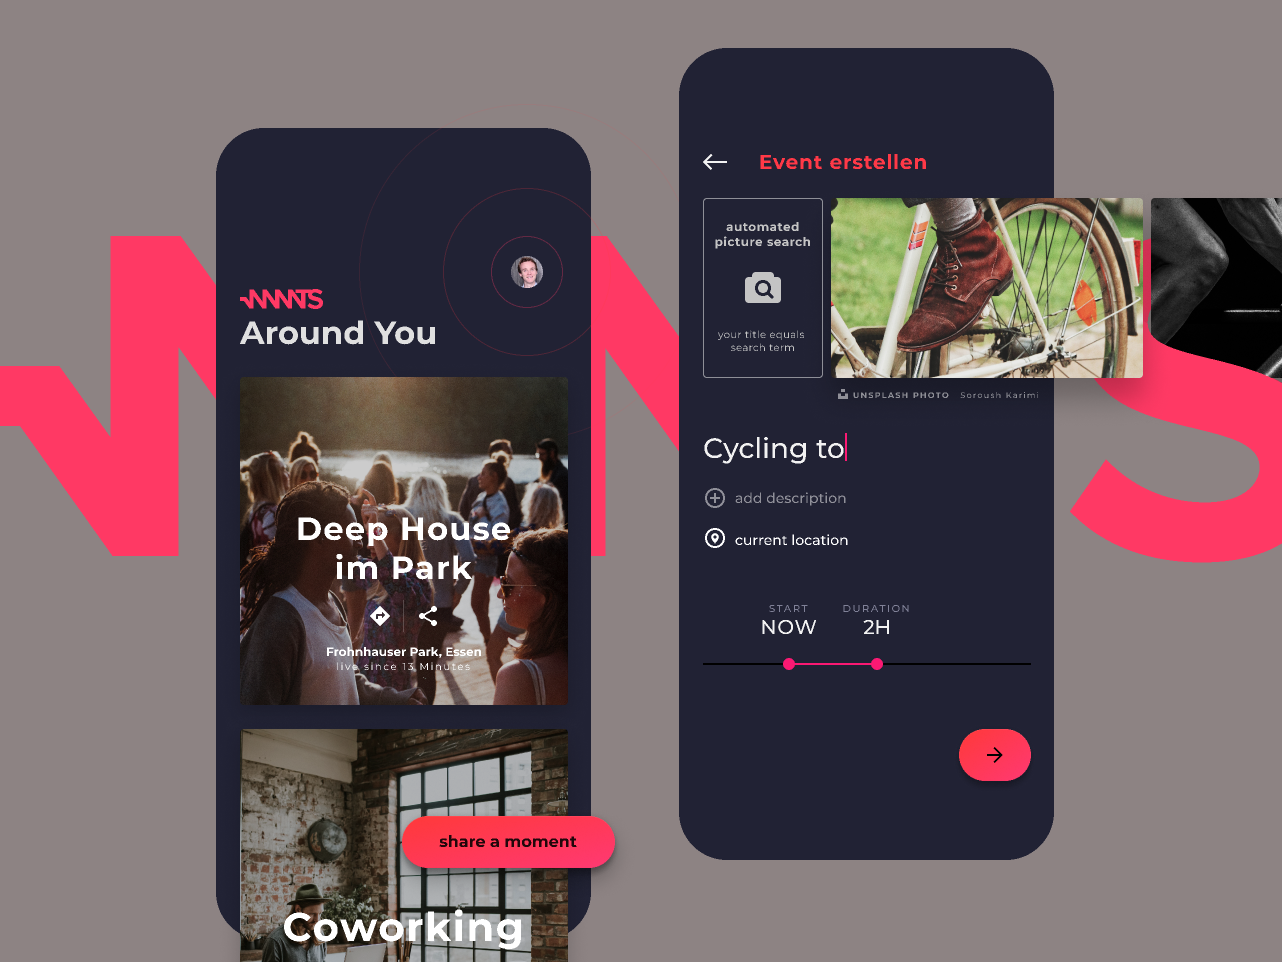 MNTS
Around You
Deep House
im Park
Frohnhauser Park, Essen
live since 13 Minutes
share a moment
Coworking
Event erstellen
automated
picture search
your title equals
search term
UNSPLASH PHOTO Soroush Karimi
Cycling to
add description
current location
START DURATION
NOW 2H